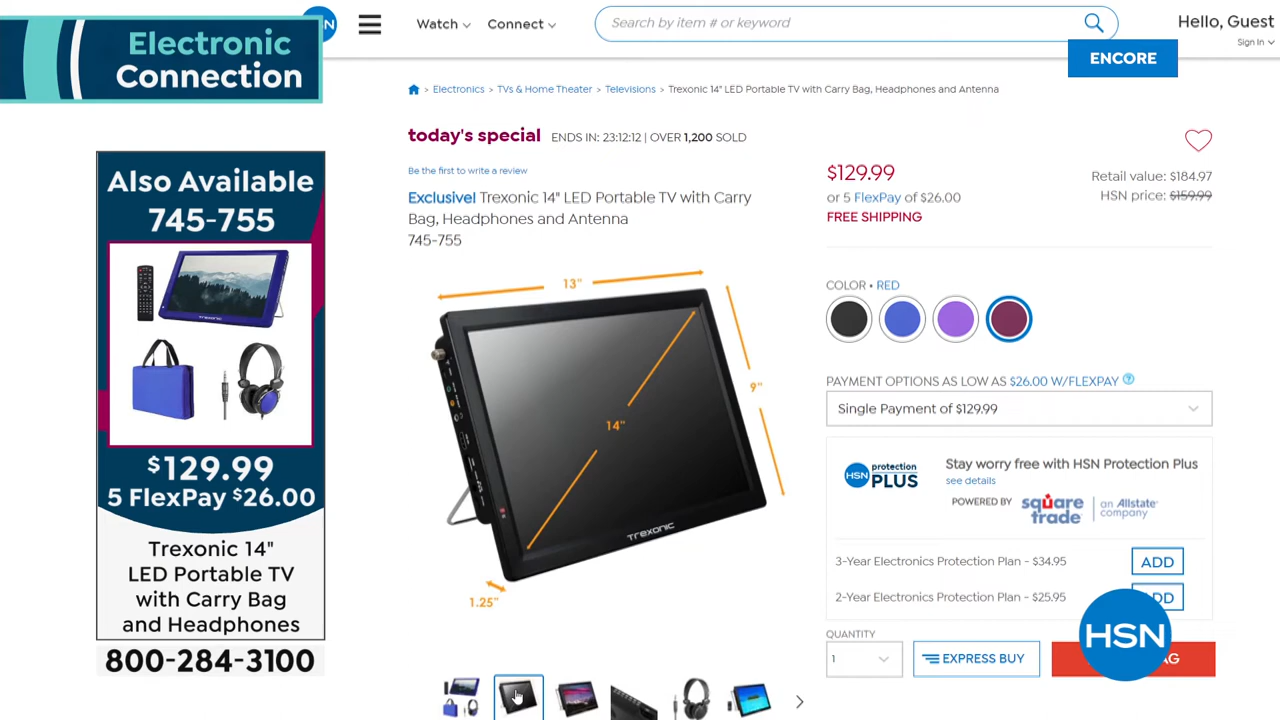 Electronic
Connection
Watch
Connect
Search by item # or keyword
Hello, Guest
Sign In
ENCORE
> Electronics > TVs & Home Theater > Televisions > Trexonic 14" LED Portable TV with Carry Bag, Headphones and Antenna
today's special ENDS IN: 23:12:12 | OVER 1,200 SOLD
Be the first to write a review
Exclusive! Trexonic 14" LED Portable TV with Carry
Bag, Headphones and Antenna
745-755
Also Available
745-755
TREXONIC
$129.99
5 FlexPay $26.00
Trexonic 14"
LED Portable TV
with Carry Bag
and Headphones
800-284-3100
13"
14"
9"
1.25"
TREXONIC
$129.99
or 5 FlexPay of $26.00
FREE SHIPPING
Retail value: $184.97
HSN price: $159.99
COLOR • RED
PAYMENT OPTIONS AS LOW AS $26.00 W/FLEXPAY ?
Single Payment of $129.99
HSN protection
PLUS
Stay worry free with HSN Protection Plus
see details
POWERED BY square trade | an Allstate company
3-Year Electronics Protection Plan - $34.95 ADD
2-Year Electronics Protection Plan - $25.95
QUANTITY
1
EXPRESS BUY
HSN